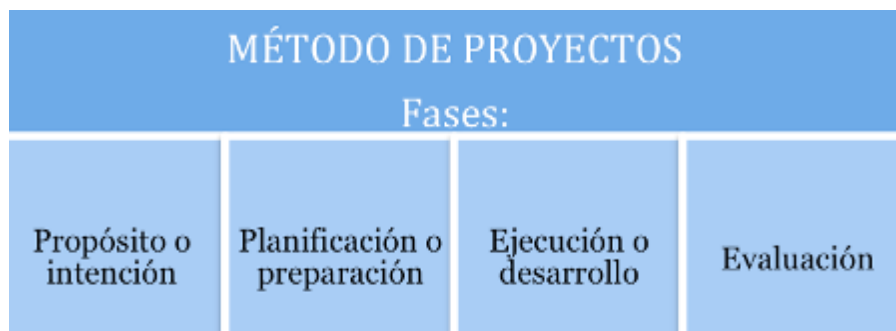 MÉTODO DE PROYECTOS
Fases:
Propósito o
intención
Planificación o
preparación
Ejecución o
desarrollo
Evaluación